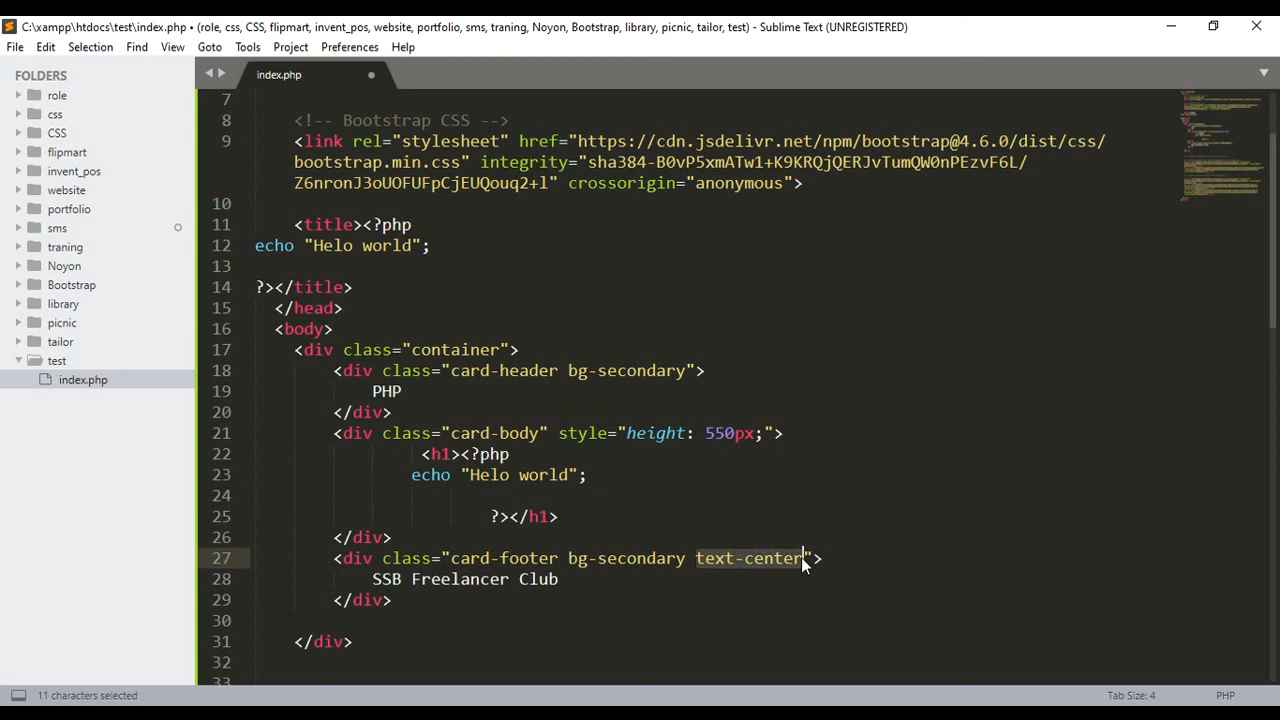 C:\xampp\htdocs\test\index.php • (role, css, CSS, flipmart, invent_pos, website, portfolio, sms, traning, Noyon, Bootstrap, library, picnic, tailor, test) - Sublime Text (UNREGISTERED)
File Edit Selection Find View Goto Tools Project Preferences Help
FOLDERS
role
css
CSS
flipmart
invent_pos
website
portfolio
sms
traning
Noyon
Bootstrap
library
picnic
tailor
test
index.php
index.php
7
8 <!-- Bootstrap CSS -->
9 <link rel="stylesheet" href="https://cdn.jsdelivr.net/npm/bootstrap@4.6.0/dist/css/
bootstrap.min.css" integrity="sha384-B0vP5xmATw1+K9KRQjQERJvTumQW0nPEzvF6L/
Z6nronJ3oUOFUFpCjEUQouq2+l" crossorigin="anonymous">
10
11 <title><?php
12 echo "Helo world";
13
14 ?></title>
15 </head>
16 <body>
17 <div class="container">
18 <div class="card-header bg-secondary">
19 PHP
20 </div>
21 <div class="card-body" style="height: 550px;">
22 <h1><?php
23 echo "Helo world";
24
25 ?></h1>
26 </div>
27 <div class="card-footer bg-secondary text-center">
28 SSB Freelancer Club
29 </div>
30
31 </div>
32
33
11 characters selected
Tab Size: 4
PHP